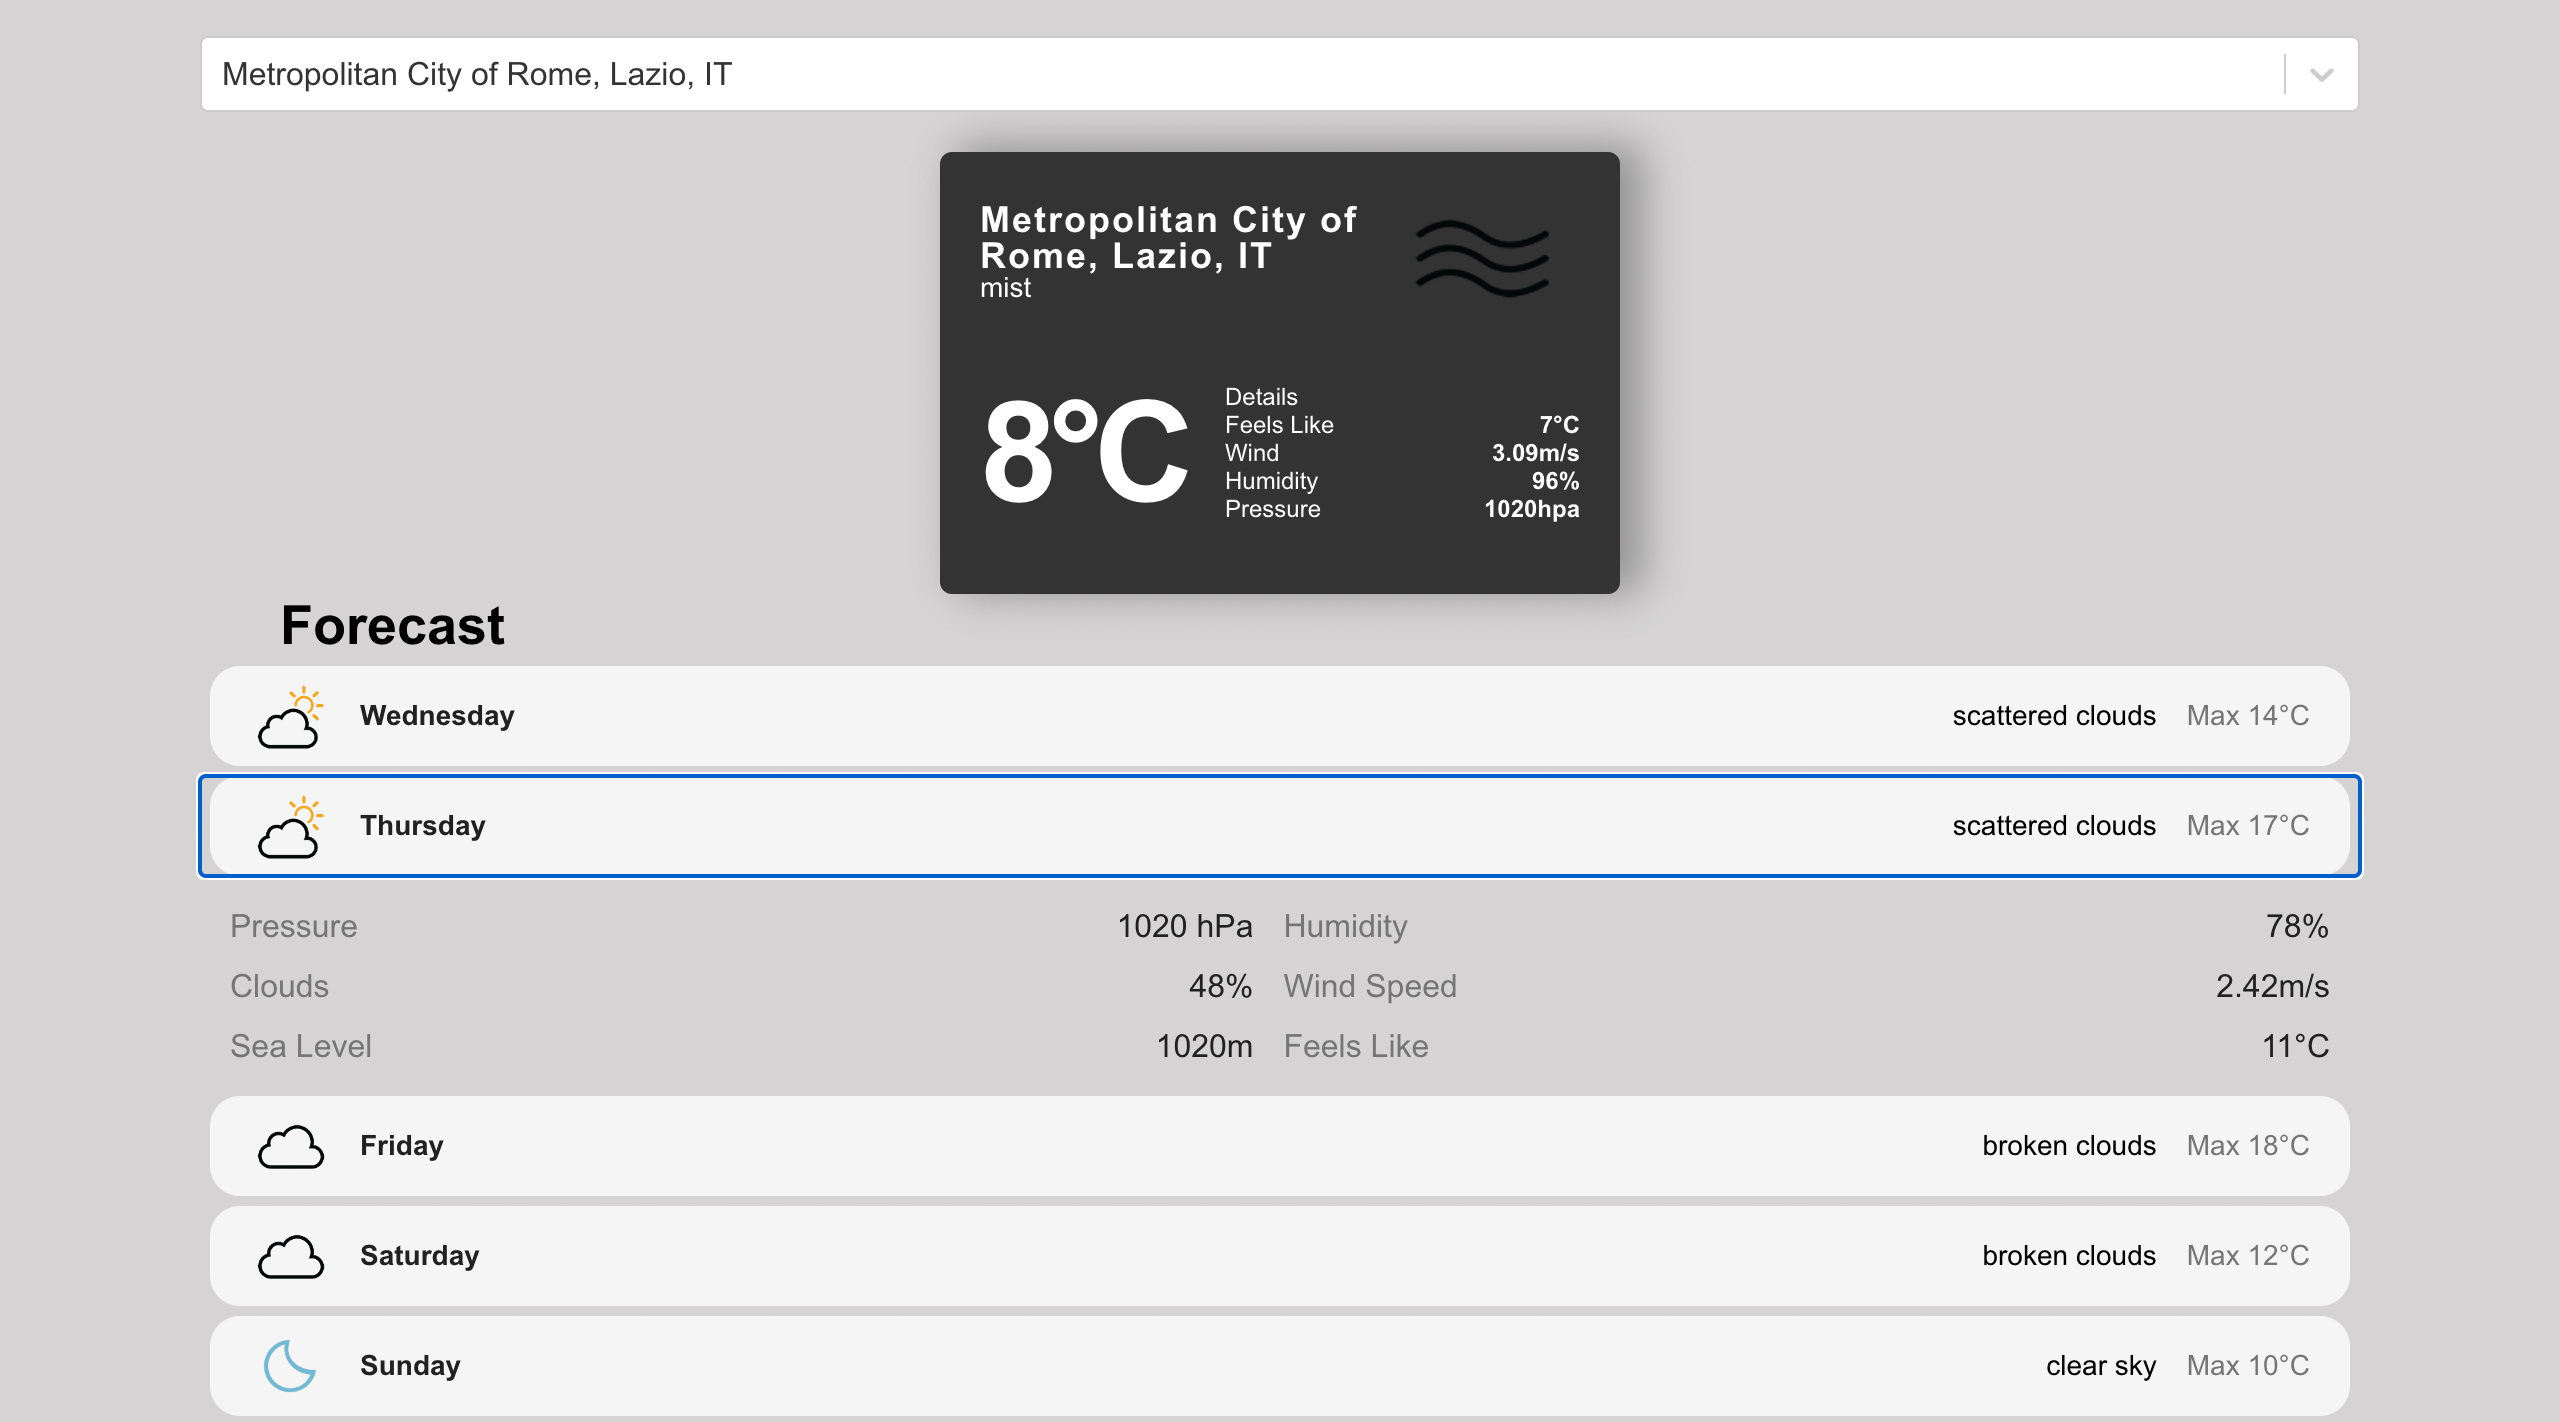 Metropolitan City of Rome, Lazio, IT
Metropolitan City of
Rome, Lazio, IT
mist
8°C
Details
Feels Like 7°C
Wind 3.09m/s
Humidity 96%
Pressure 1020hpa
Forecast
Wednesday scattered clouds Max 14°C
Thursday scattered clouds Max 17°C
Pressure 1020 hPa Humidity 78%
Clouds 48% Wind Speed 2.42m/s
Sea Level 1020m Feels Like 11°C
Friday broken clouds Max 18°C
Saturday broken clouds Max 12°C
Sunday clear sky Max 10°C